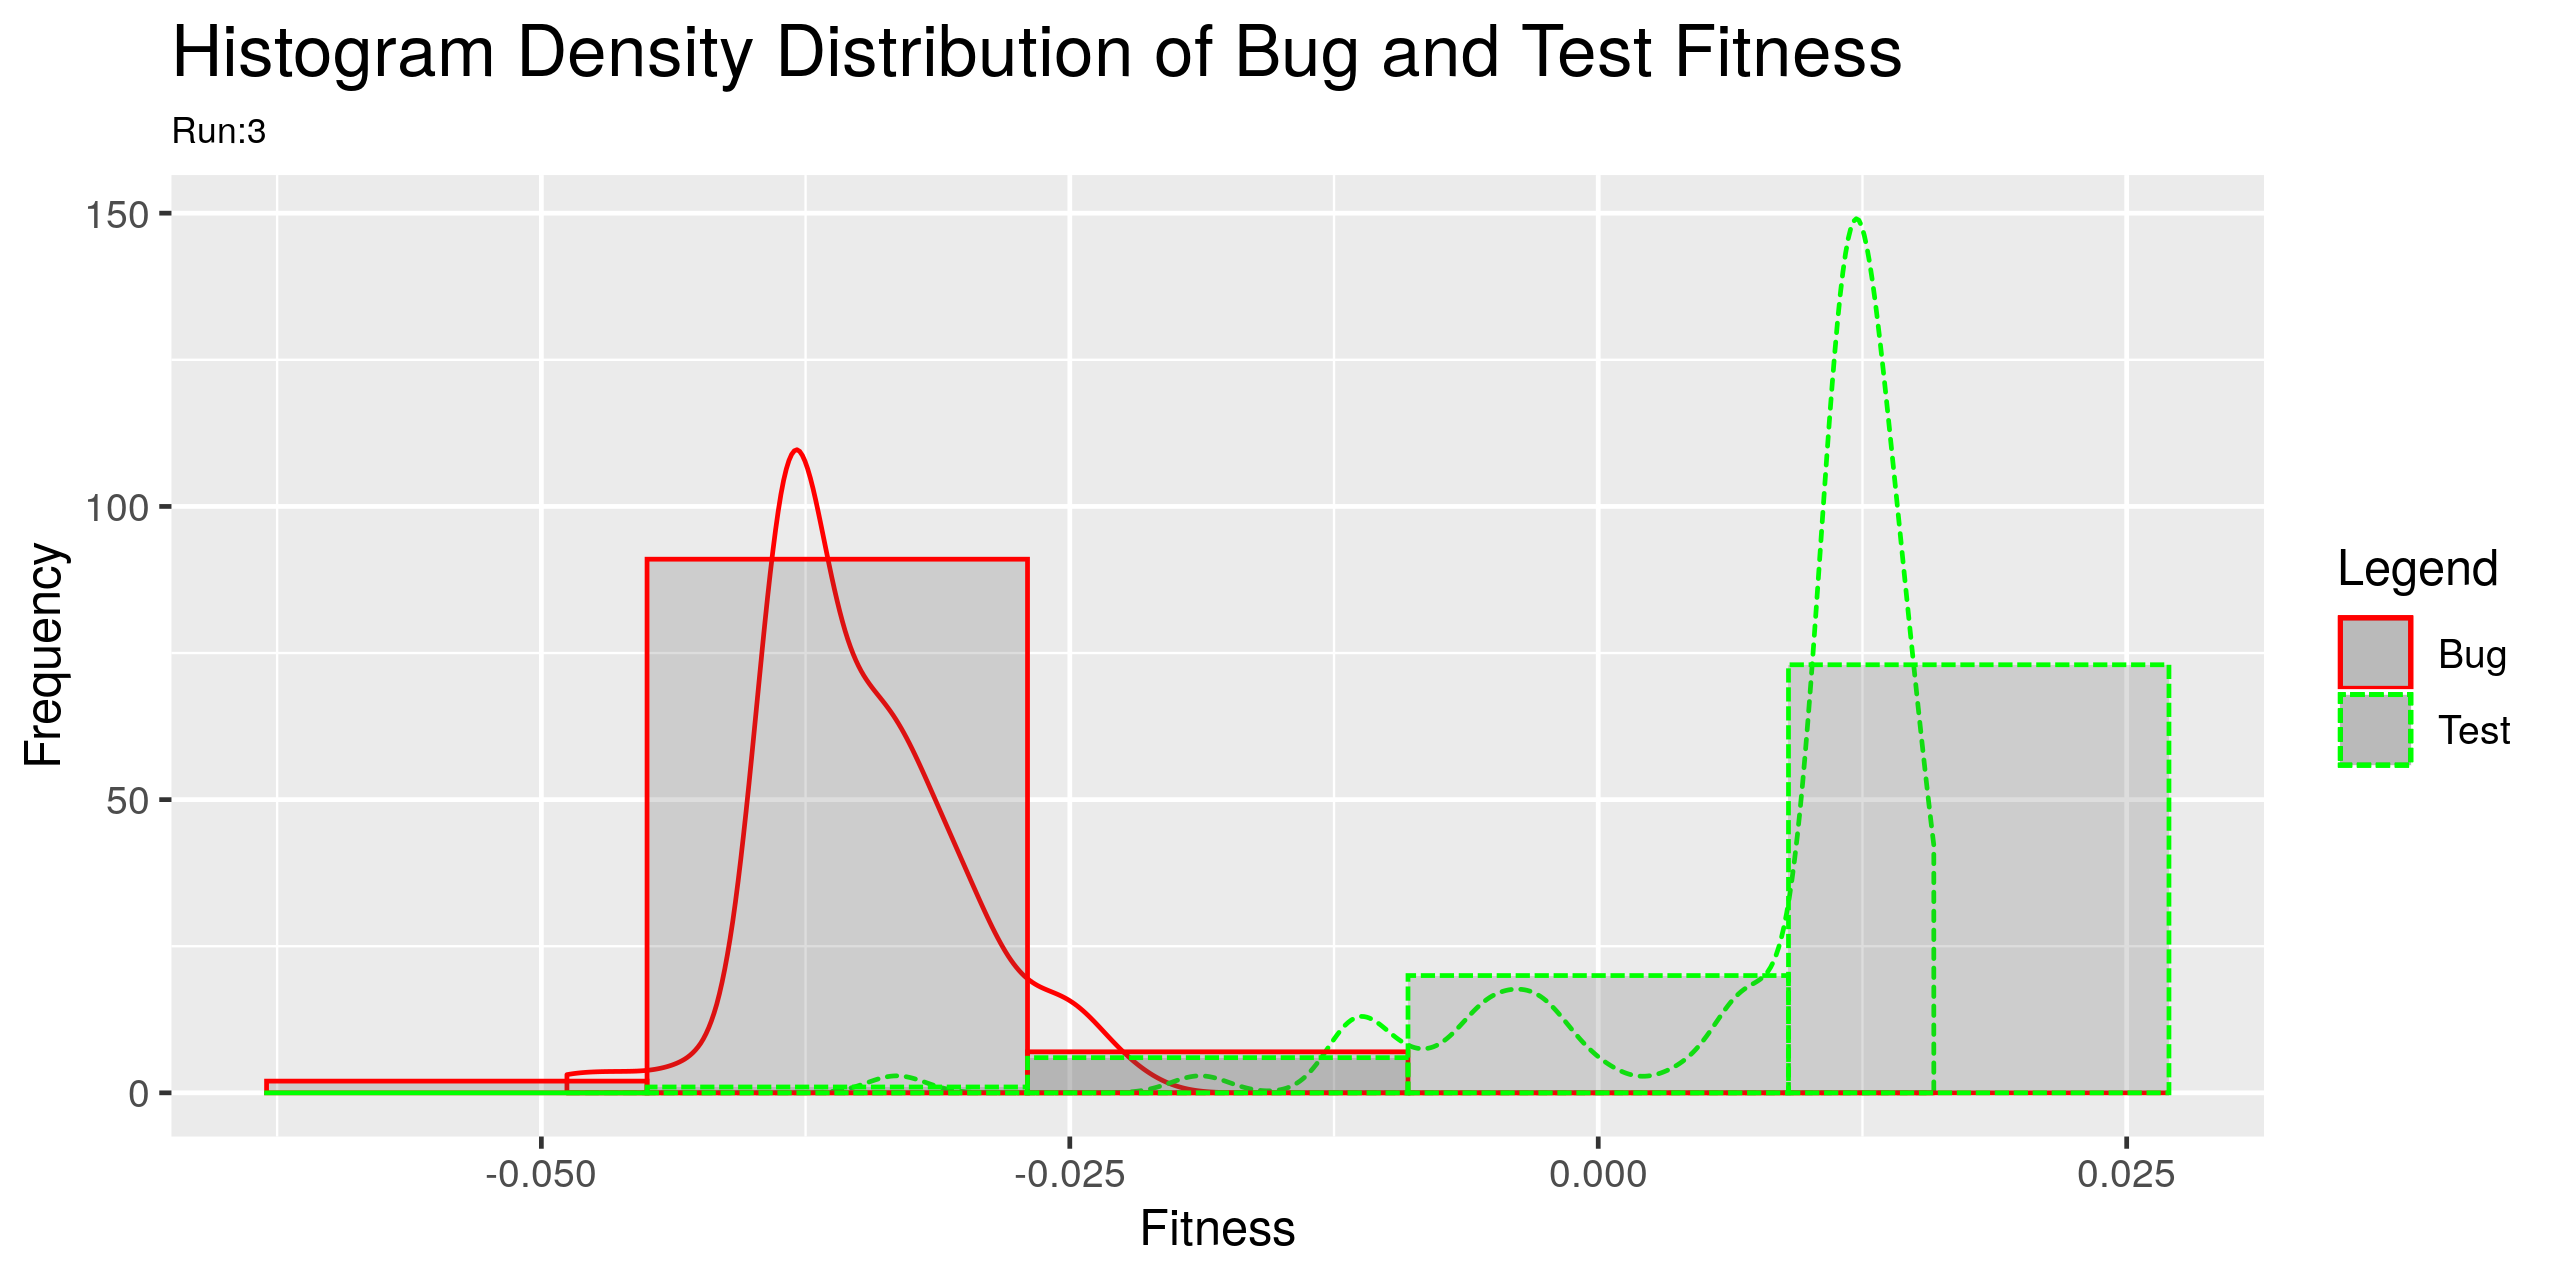 Histogram Density Distribution of Bug and Test Fitness
Run:3
150
100
50
0
Frequency
-0.050
-0.025
0.000
0.025
Fitness
Legend
Bug
Test